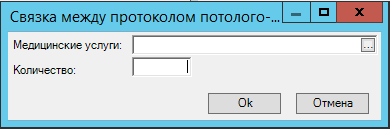 Связка между протоколом потолого-...
Медицинские услуги:
...
Количество:
Ok
Отмена